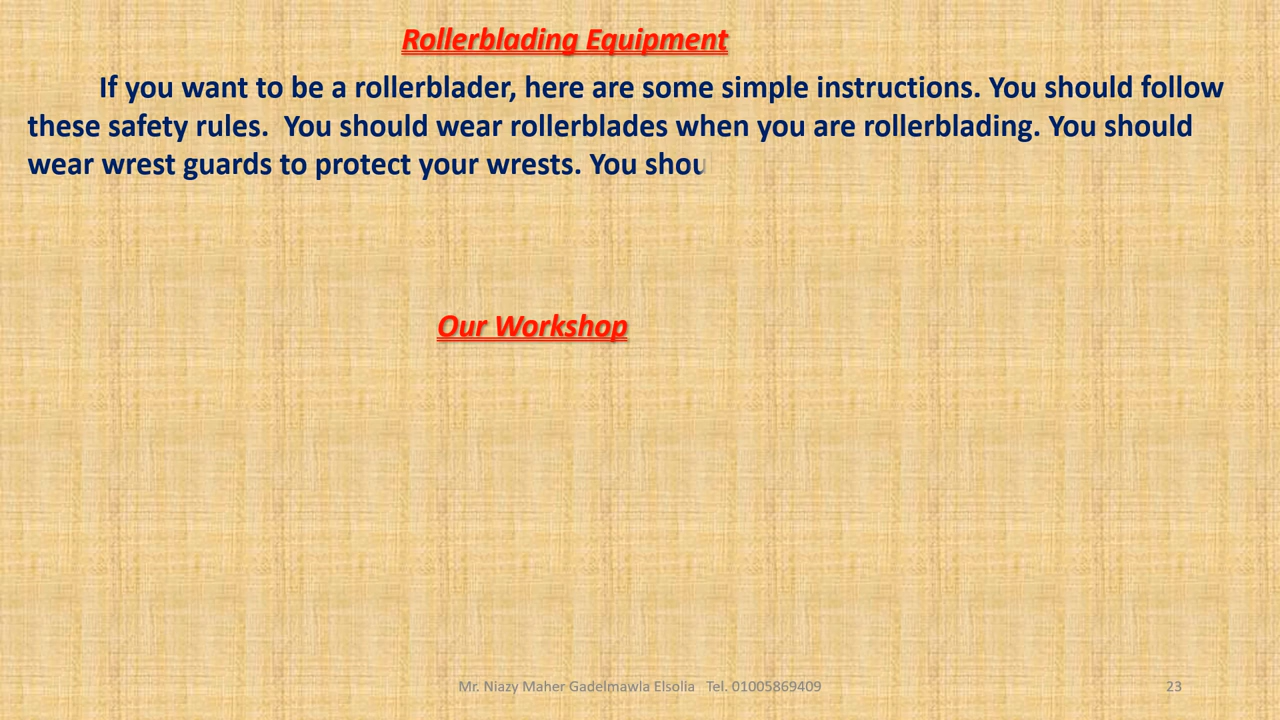 Rollerblading Equipment
If you want to be a rollerblader, here are some simple instructions. You should follow
these safety rules.  You should wear rollerblades when you are rollerblading. You should
wear wrest guards to protect your wrests. You shou
Our Workshop
Mr. Niazy Maher Gadelmawla Elsolia   Tel. 01005869409
23